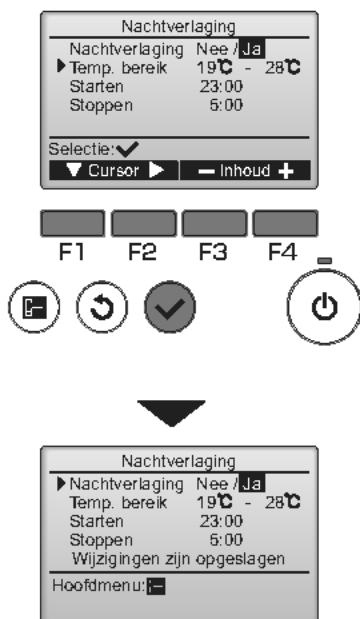 Nachtverlaging
Nachtverlaging Nee / Ja
Temp. bereik 19℃ - 28℃
Starten 23:00
Stoppen 5:00
Selectie:✔
▼ Cursor ▶ − Inhoud +
F1 F2 F3 F4
Nachtverlaging
Nachtverlaging Nee / Ja
Temp. bereik 19℃ - 28℃
Starten 23:00
Stoppen 5:00
Wijzigingen zijn opgeslagen
Hoofdmenu: